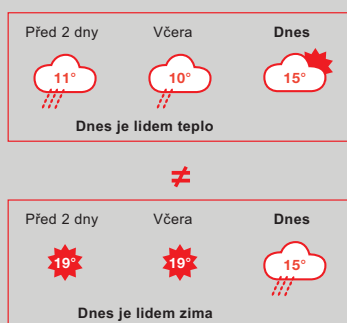 Před 2 dny Včera Dnes
11° 10° 15°
Dnes je lidem teplo
≠
Před 2 dny Včera Dnes
19° 19° 15°
Dnes je lidem zima